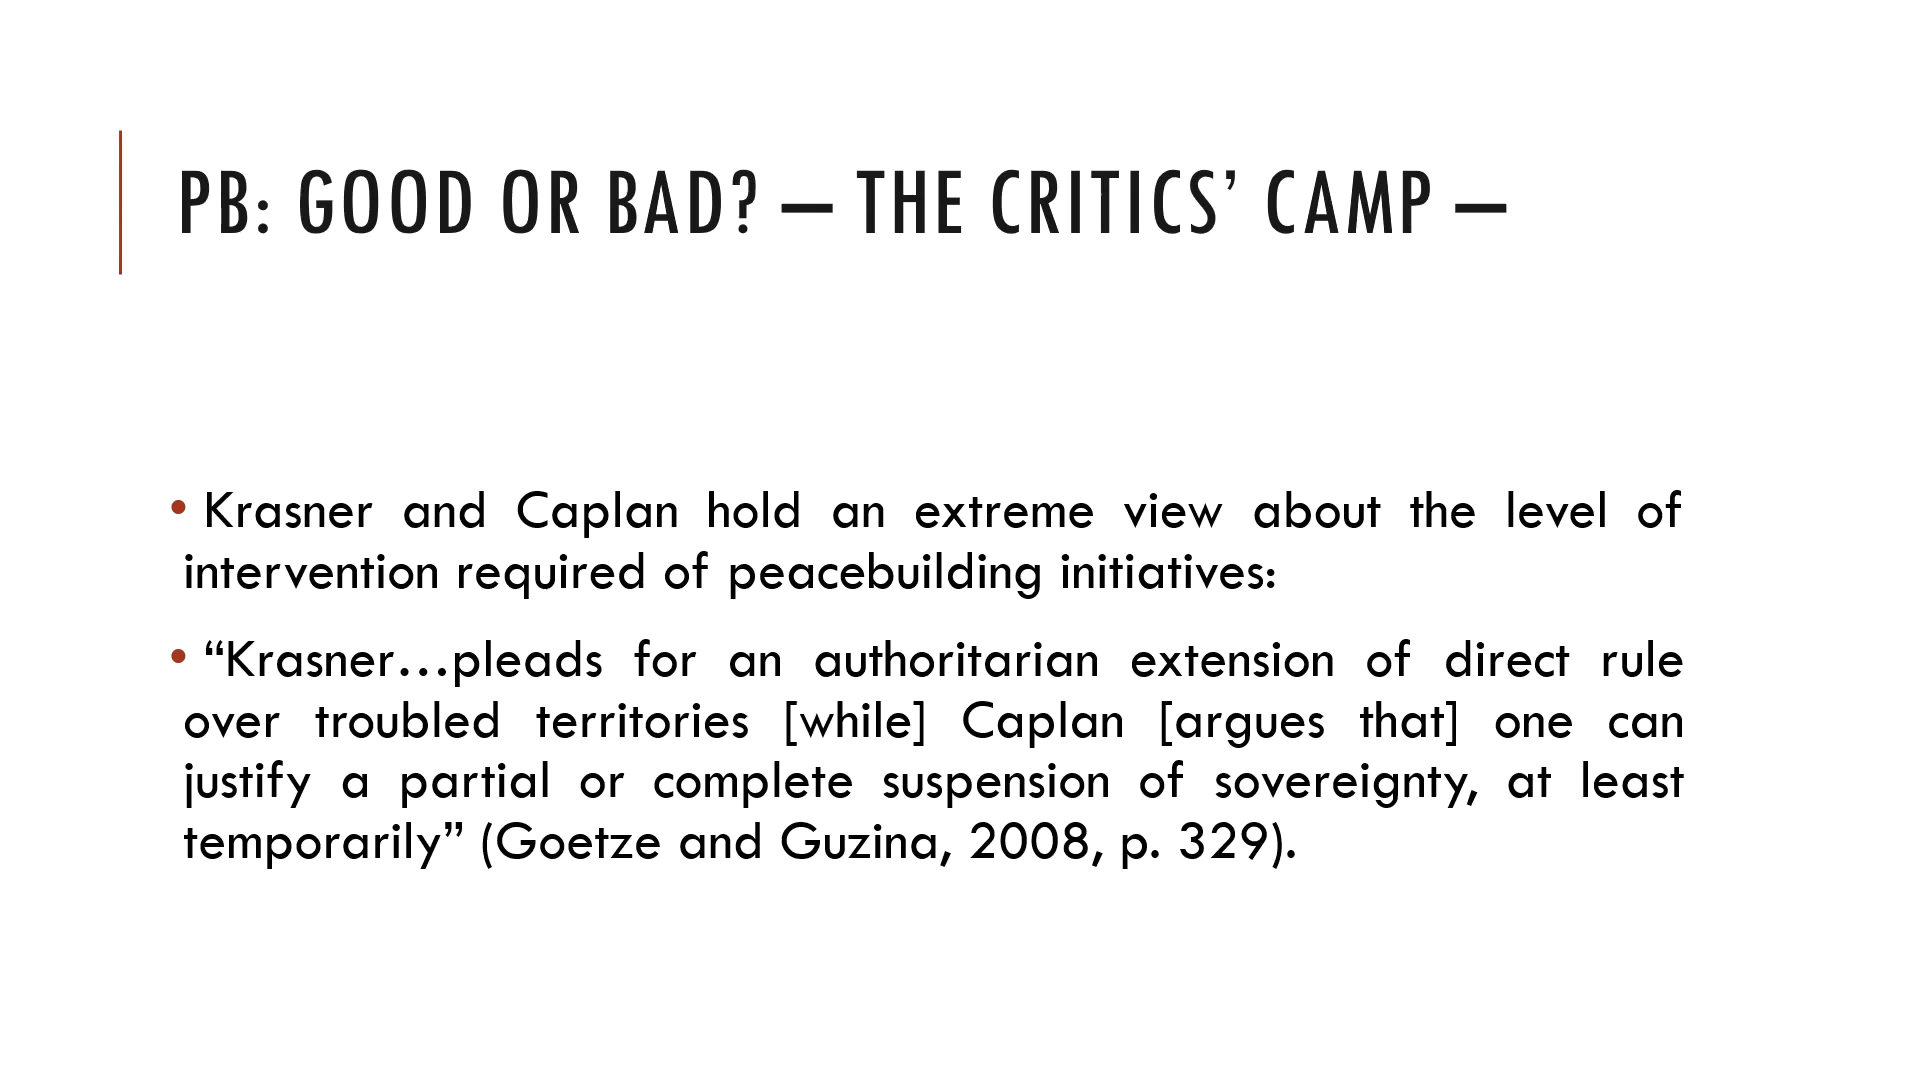 PB: GOOD OR BAD? – THE CRITICS’ CAMP –
• Krasner and Caplan hold an extreme view about the level of
intervention required of peacebuilding initiatives:
• “Krasner…pleads for an authoritarian extension of direct rule
over troubled territories [while] Caplan [argues that] one can
justify a partial or complete suspension of sovereignty, at least
temporarily” (Goetze and Guzina, 2008, p. 329).